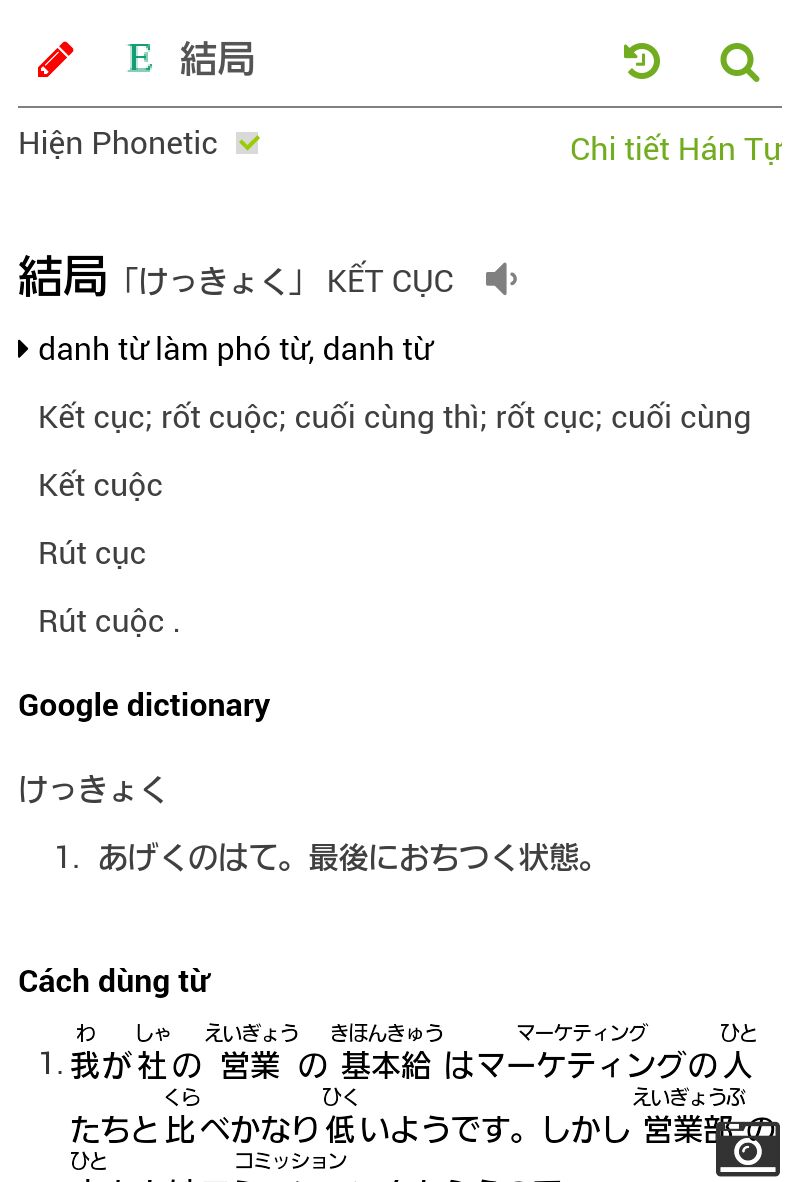 E 結局
Hiện Phonetic
Chi tiết Hán Tự
結局「けっきょく」 KẾT CỤC
danh từ làm phó từ, danh từ
Kết cục; rốt cuộc; cuối cùng thì; rốt cục; cuối cùng
Kết cuộc
Rút cục
Rút cuộc .
Google dictionary
けっきょく
1. あげくのはて。最後におちつく状態。
Cách dùng từ
わ しゃ えいぎょう きほんきゅう マーケティング ひと
1. 我が社の営業の基本給はマーケティングの人
くら ひく えいぎょうぶ
たちと比べかなり低いようです。しかし営業部の
ひと コミッション